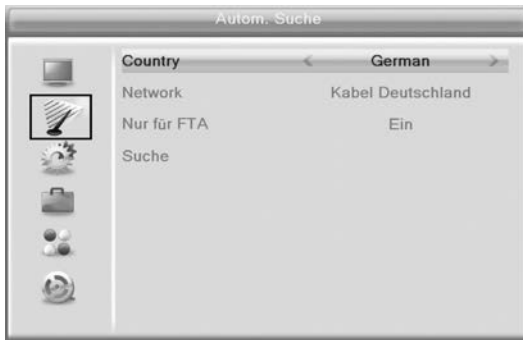 Autom. Suche
Country German
Network Kabel Deutschland
Nur für FTA Ein
Suche